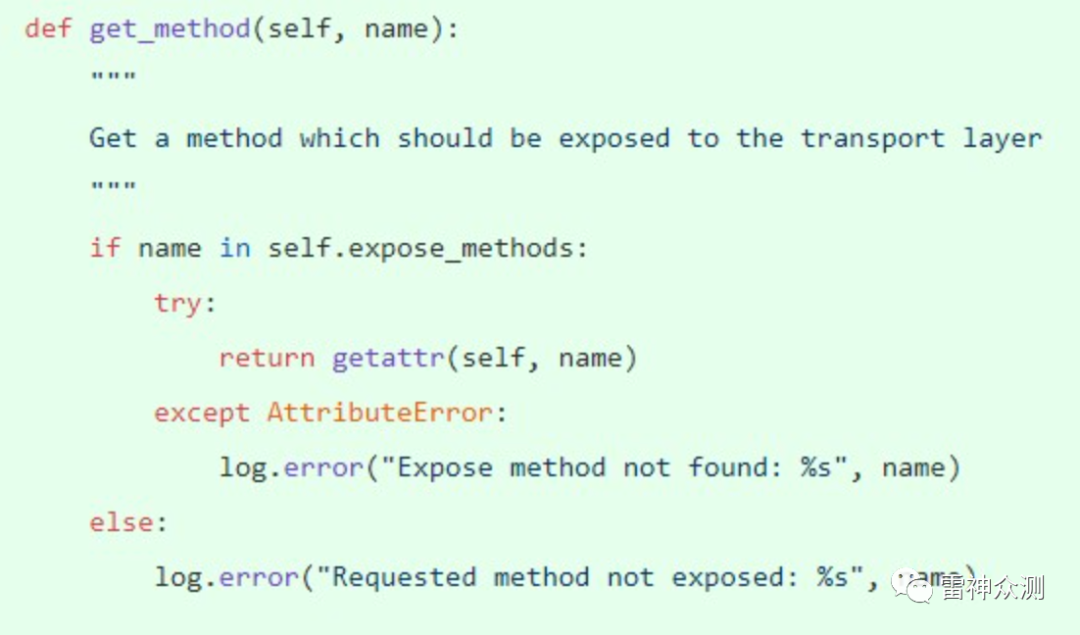 def get_method(self, name):
    """
    Get a method which should be exposed to the transport layer
    """
    if name in self.expose_methods:
        try:
            return getattr(self, name)
        except AttributeError:
            log.error("Expose method not found: %s", name)
    else:
        log.error("Requested method not exposed: %s", name)
雷神众测